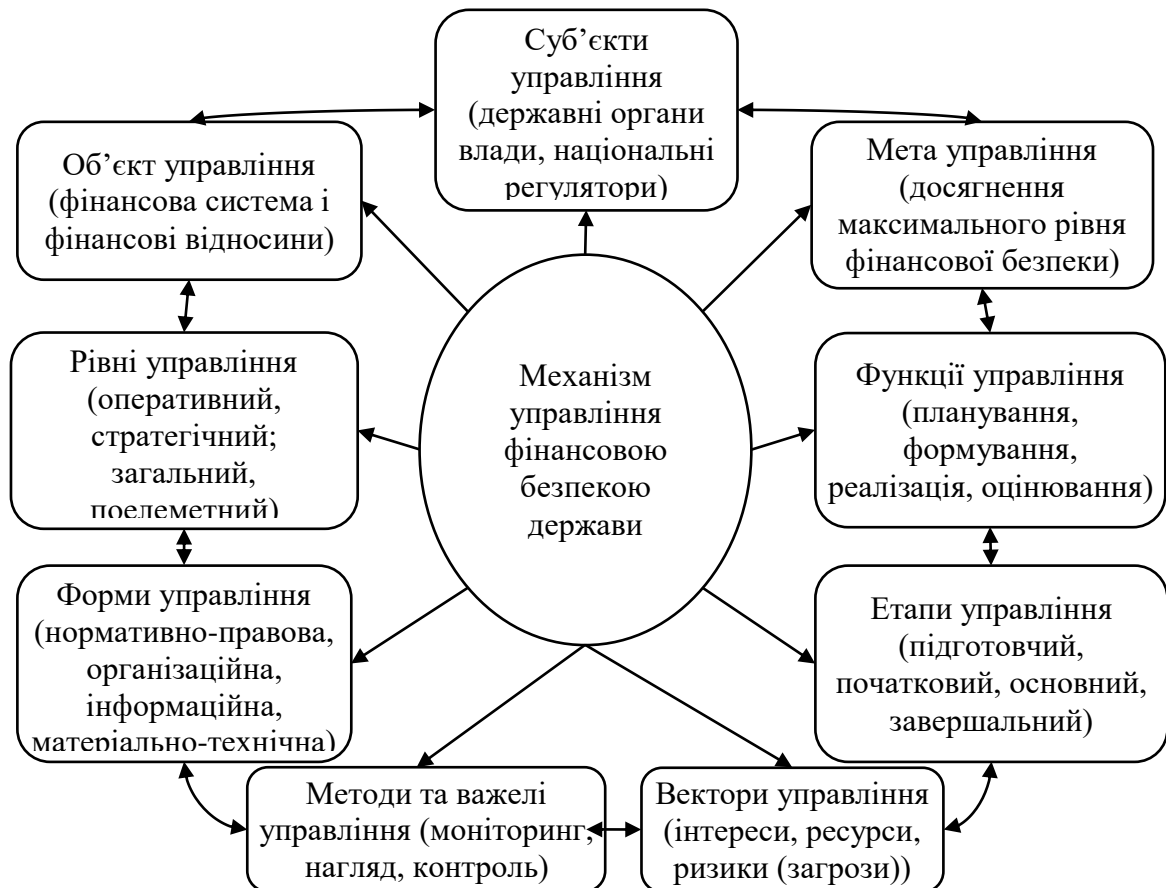 Суб’єкти
управління
(державні органи
влади, національні
регулятори)
Об’єкт управління
(фінансова система і
фінансові відносини)
Мета управління
(досягнення
максимального рівня
фінансової безпеки)
Рівні управління
(оперативний,
стратегічний;
загальний,
поелеметний)
Механізм
управління
фінансовою
безпекою
держави
Функції управління
(планування,
формування,
реалізація, оцінювання)
Форми управління
(нормативно-правова,
організаційна,
інформаційна,
матеріально-технічна)
Етапи управління
(підготовчий,
початковий, основний,
завершальний)
Методи та важелі
управління (моніторинг,
нагляд, контроль)
Вектори управління
(інтереси, ресурси,
ризики (загрози))